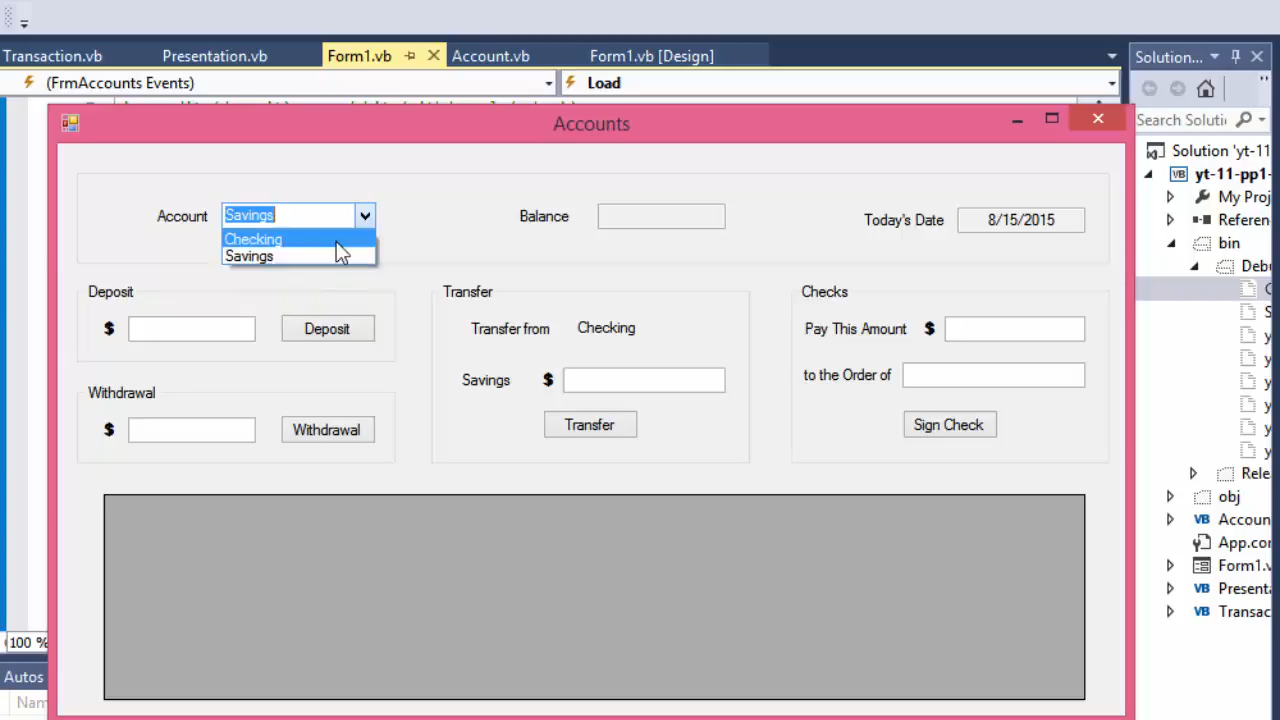 Transaction.vb Presentation.vb Form1.vb Account.vb Form1.vb [Design] Solution...
(FrmAccounts Events) Load
Accounts
Search Soluti
Solution 'yt-11
yt-11-pp1-
My Proj
Referen
bin
Debu
Account Savings Balance Today's Date 8/15/2015
Checking
Savings
Deposit Transfer Checks
$ Deposit Transfer from Checking Pay This Amount $
Savings $ to the Order of
Withdrawal
$ Withdrawal Transfer Sign Check
Rele
obj
Accoun
App.cor
Form1.v
Present
Transac
100 %
Autos
Nam